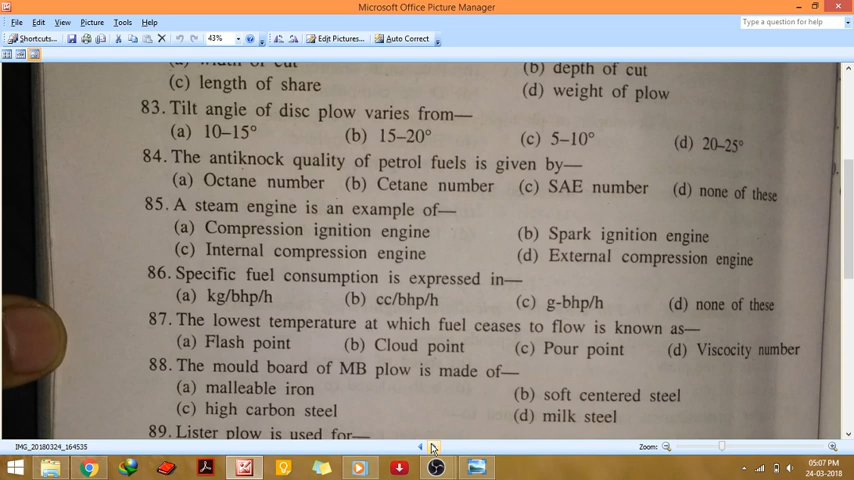 Microsoft Office Picture Manager
File Edit View Picture Tools Help
Type a question for help
Shortcuts...
43%
Edit Pictures...
Auto Correct
(a) width of cut (b) depth of cut
(c) length of share (d) weight of plow
83. Tilt angle of disc plow varies from—
(a) 10–15° (b) 15–20° (c) 5–10° (d) 20–25°
84. The antiknock quality of petrol fuels is given by—
(a) Octane number (b) Cetane number (c) SAE number (d) none of these
85. A steam engine is an example of—
(a) Compression ignition engine (b) Spark ignition engine
(c) Internal compression engine (d) External compression engine
86. Specific fuel consumption is expressed in—
(a) kg/bhp/h (b) cc/bhp/h (c) g-bhp/h (d) none of these
87. The lowest temperature at which fuel ceases to flow is known as—
(a) Flash point (b) Cloud point (c) Pour point (d) Viscocity number
88. The mould board of MB plow is made of—
(a) malleable iron (b) soft centered steel
(c) high carbon steel (d) milk steel
89. Lister plow is used for—
IMG_20180324_164535
Zoom:
05:07 PM
24-03-2018